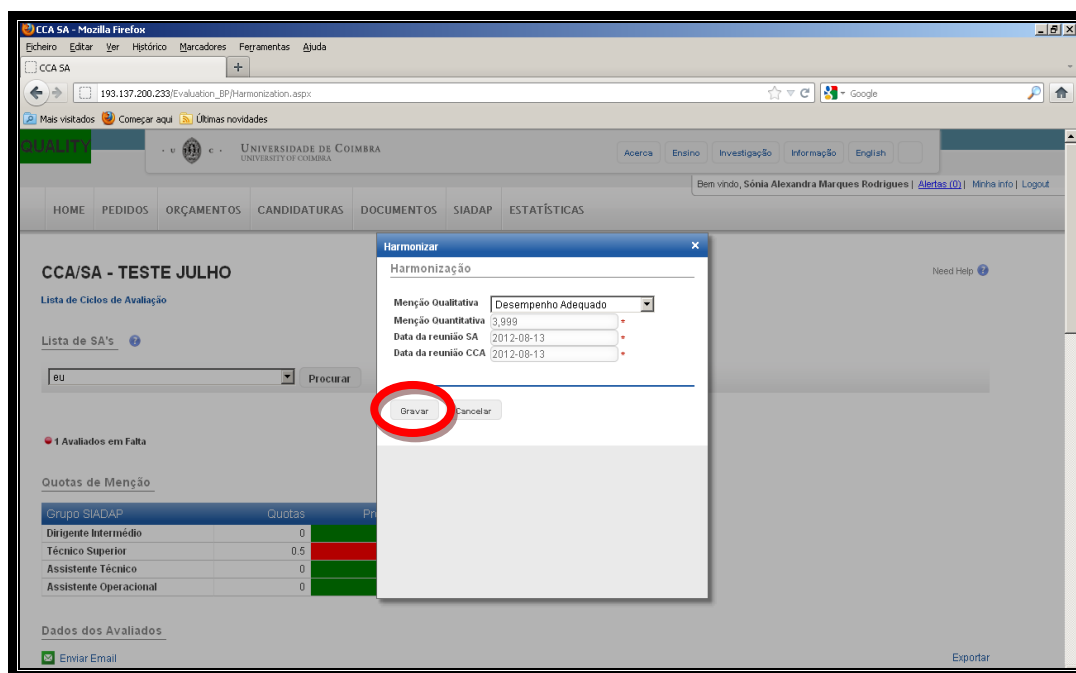 CCA SA - Mozilla Firefox
Ficheiro Editar Ver Histórico Marcadores Ferramentas Ajuda
CCA SA
193.137.200.233/Evaluation_BP/Harmonization.aspx
Google
Mais visitados Começar aqui Últimas novidades
QUALITY
· U C · UNIVERSIDADE DE COIMBRA
UNIVERSITY OF COIMBRA
Acerca Ensino Investigação Informação English
Bem vindo, Sónia Alexandra Marques Rodrigues | Alertas (0) | Minha info | Logout
HOME PEDIDOS ORÇAMENTOS CANDIDATURAS DOCUMENTOS SIADAP ESTATÍSTICAS
Harmonizar
Harmonização
CCA/SA - TESTE JULHO
Need Help
Lista de Ciclos de Avaliação
Menção Qualitativa Desempenho Adequado
Menção Quantitativa 3,999 *
Data da reunião SA 2012-08-13 *
Data da reunião CCA 2012-08-13 *
Lista de SA's
eu Procurar
Gravar Cancelar
1 Avaliados em Falta
Quotas de Menção
Grupo SIADAP Quotas
Dirigente Intermédio 0
Técnico Superior 0.5
Assistente Técnico 0
Assistente Operacional 0
Dados dos Avaliados
Enviar Email Exportar